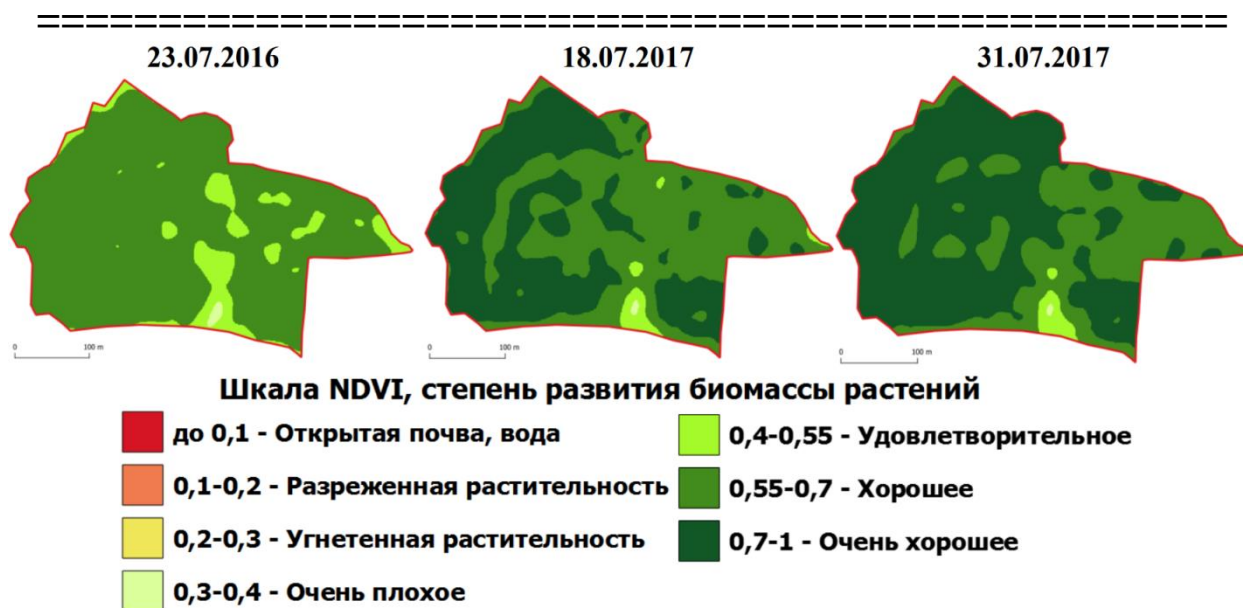 23.07.2016 18.07.2017 31.07.2017
0 100 m 0 100 m 0 100 m
Шкала NDVI, степень развития биомассы растений
до 0,1 - Открытая почва, вода
0,1-0,2 - Разреженная растительность
0,2-0,3 - Угнетенная растительность
0,3-0,4 - Очень плохое
0,4-0,55 - Удовлетворительное
0,55-0,7 - Хорошее
0,7-1 - Очень хорошее